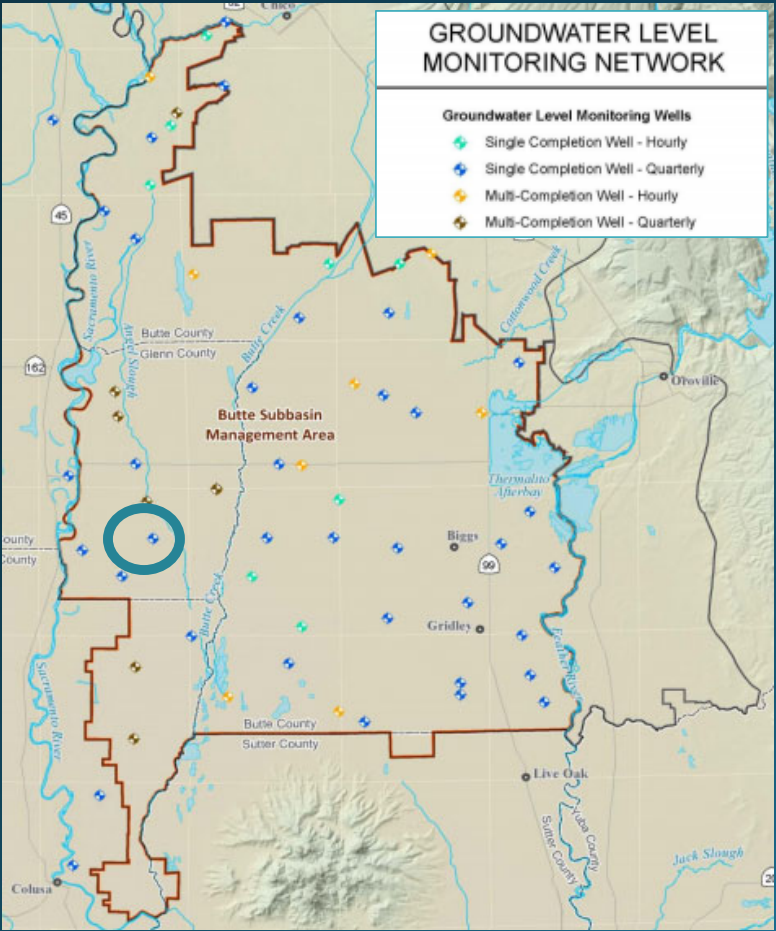 Chico
GROUNDWATER LEVEL
MONITORING NETWORK
Groundwater Level Monitoring Wells
Single Completion Well - Hourly
Single Completion Well - Quarterly
Multi-Completion Well - Hourly
Multi-Completion Well - Quarterly
45
Sacramento River
Cottonwood Creek
Butte Creek
Angel Slough
Butte County
Glenn County
162
Oroville
Butte Subbasin
Management Area
Thermalito
Afterbay
ounty
County
Biggs
99
Butte Creek
Gridley
Feather River
Sacramento River
Butte County
Sutter County
Live Oak
Yuba County
Sutter County
Jack Slough
Colusa